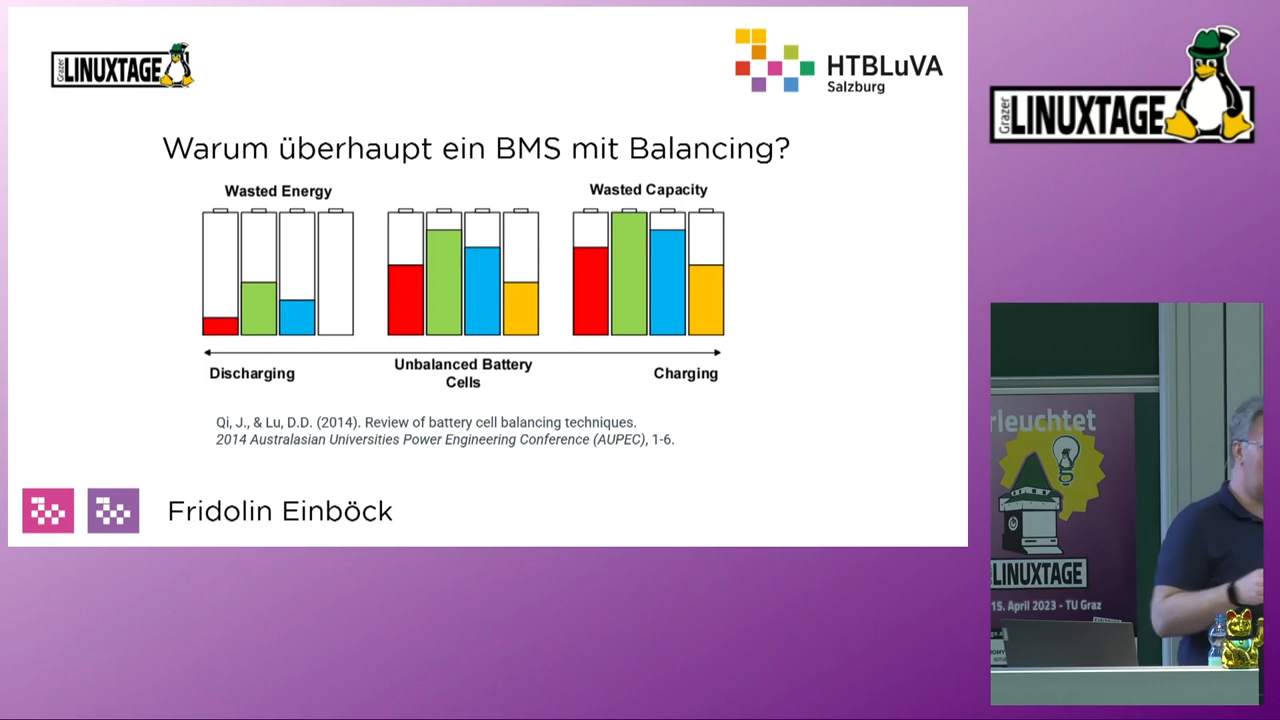 Grazer
LINUXTAGE
HTBLuVA
Salzburg
Warum überhaupt ein BMS mit Balancing?
Wasted Energy
Wasted Capacity
Discharging
Unbalanced Battery
Cells
Charging
Qi, J., & Lu, D.D. (2014). Review of battery cell balancing techniques.
2014 Australasian Universities Power Engineering Conference (AUPEC), 1-6.
Fridolin Einböck
Grazer
LINUXTAGE
rleuchtet
LINUXTAGE
15. April 2023 - TU Graz